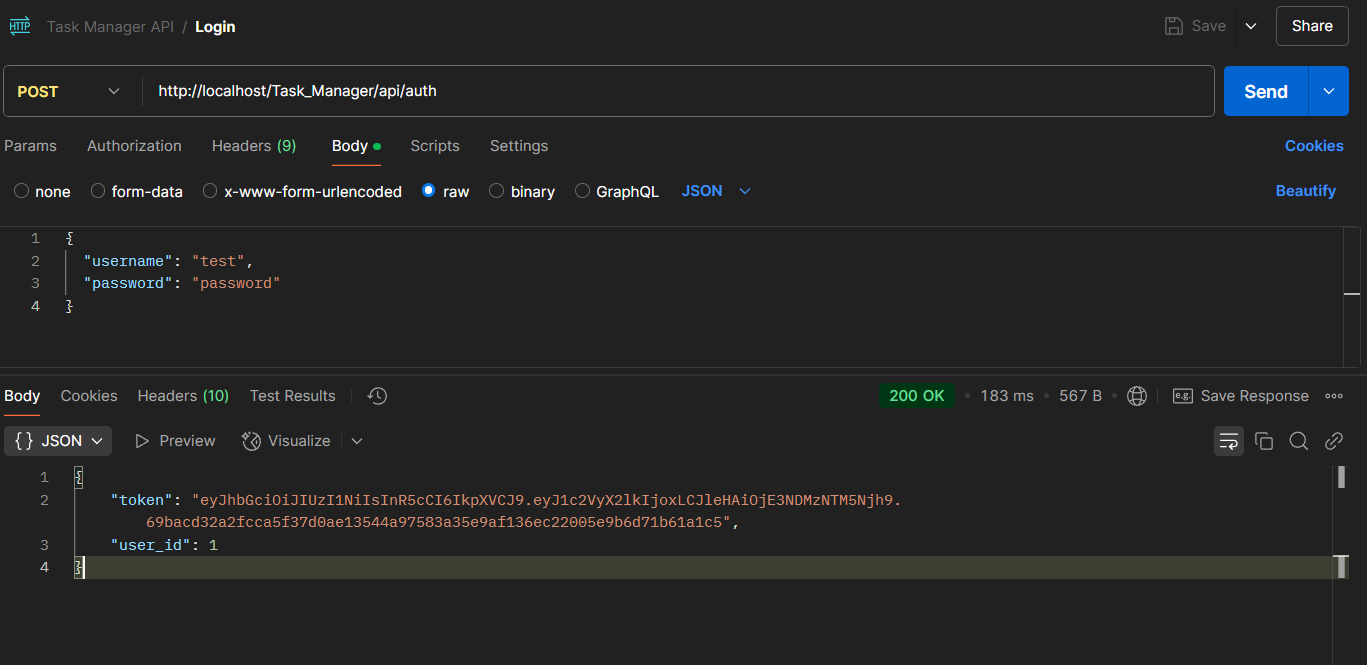 HTTP Task Manager API / Login Save Share
POST http://localhost/Task_Manager/api/auth Send
Params Authorization Headers (9) Body Scripts Settings Cookies
none form-data x-www-form-urlencoded raw binary GraphQL JSON Beautify
1 {
2 "username": "test",
3 "password": "password"
4 }
Body Cookies Headers (10) Test Results 200 OK 183 ms 567 B e.g. Save Response
{} JSON Preview Visualize
1 {
2 "token": "eyJhbGciOiJIUzI1NiIsInR5cCI6IkpXVCJ9.eyJ1c2VyX2lkIjoxLCJleHAiOjE3NDMzNTM5Njh9.
69bacd32a2fcca5f37d0ae13544a97583a35e9af136ec22005e9b6d71b61a1c5",
3 "user_id": 1
4 }